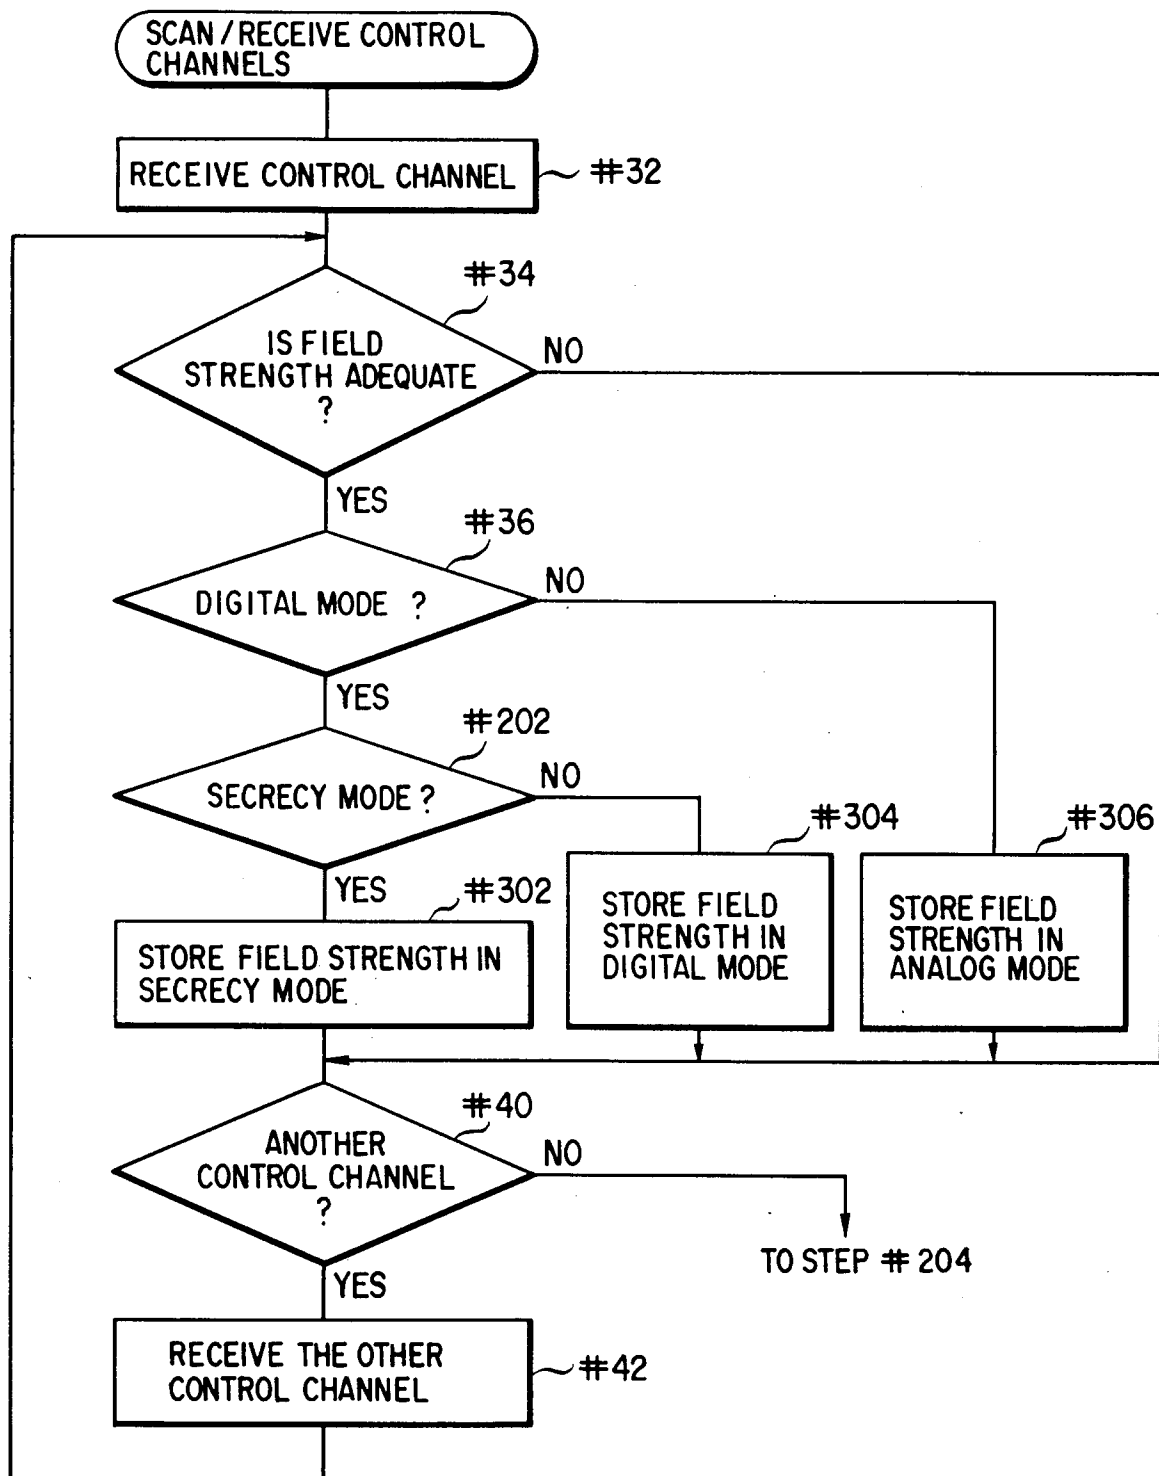 SCAN/RECEIVE CONTROL
CHANNELS
RECEIVE CONTROL CHANNEL
#32
#34
IS FIELD
STRENGTH ADEQUATE
?
NO
YES
#36
DIGITAL MODE ?
NO
YES
#202
SECRECY MODE?
NO
YES
#302
STORE FIELD STRENGTH IN
SECRECY MODE
#304
STORE FIELD
STRENGTH IN
DIGITAL MODE
#306
STORE FIELD
STRENGTH IN
ANALOG MODE
#40
ANOTHER
CONTROL CHANNEL
?
NO
TO STEP #204
YES
RECEIVE THE OTHER
CONTROL CHANNEL
#42